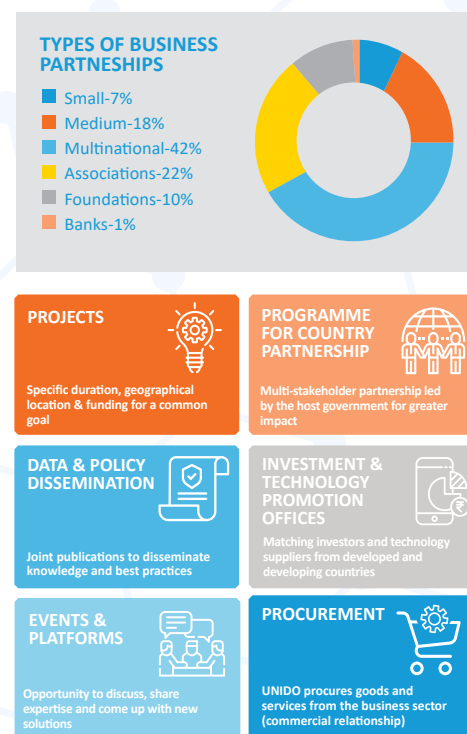 TYPES OF BUSINESS
PARTNESHIPS
Small-7%
Medium-18%
Multinational-42%
Associations-22%
Foundations-10%
Banks-1%
PROJECTS
Specific duration, geographical
location & funding for a common
goal
PROGRAMME
FOR COUNTRY
PARTNERSHIP
Multi-stakeholder partnership led
by the host government for greater
impact
DATA & POLICY
DISSEMINATION
Joint publications to disseminate
knowledge and best practices
INVESTMENT &
TECHNOLOGY
PROMOTION
OFFICES
₹
Matching investors and technology
suppliers from developed and
developing countries
EVENTS &
PLATFORMS
Opportunity to discuss, share
expertise and come up with new
solutions
PROCUREMENT
UNIDO procures goods and
services from the business sector
(commercial relationship)